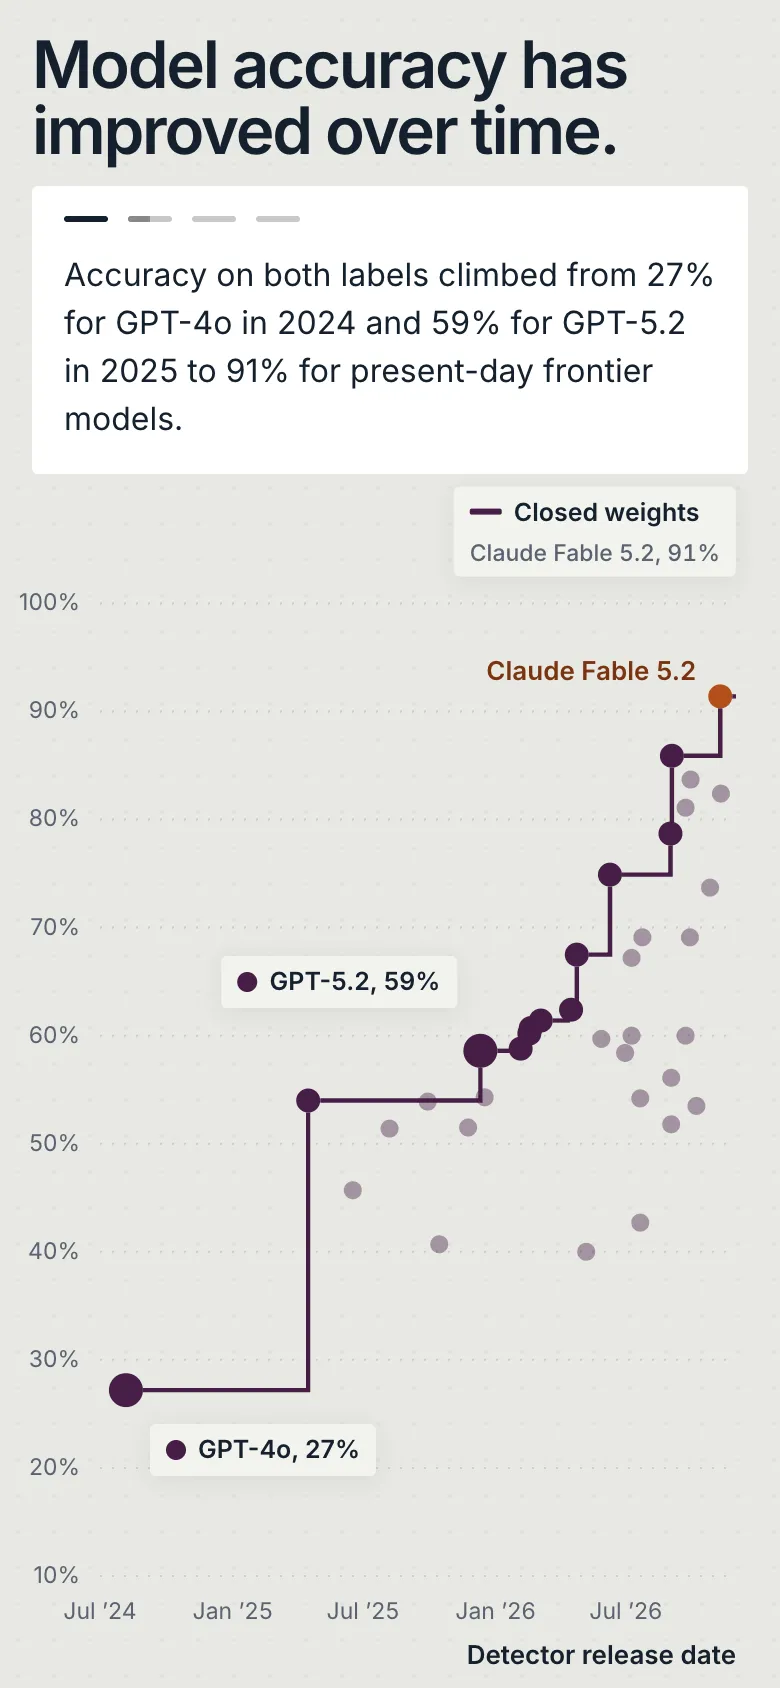 Model accuracy has
improved over time.
Accuracy on both labels climbed from 27%
for GPT-4o in 2024 and 59% for GPT-5.2
in 2025 to 91% for present-day frontier
models.
Closed weights
Claude Fable 5.2, 91%
100%
Claude Fable 5.2
90%
80%
70%
GPT-5.2, 59%
60%
50%
40%
30%
GPT-4o, 27%
20%
10%
Jul ’24 Jan ’25 Jul ’25 Jan ’26 Jul ’26
Detector release date